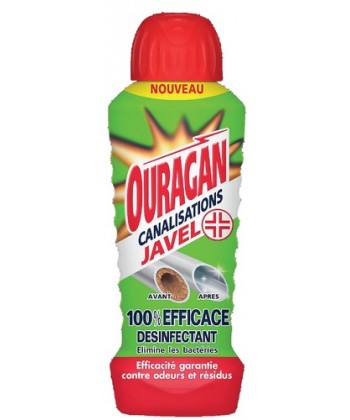 NOUVEAU
OURAGAN
CANALISATIONS
JAVEL
AVANT APRES
100% EFFICACE
DESINFECTANT
Elimine les bactéries
Efficacité garantie
contre odeurs et résidus